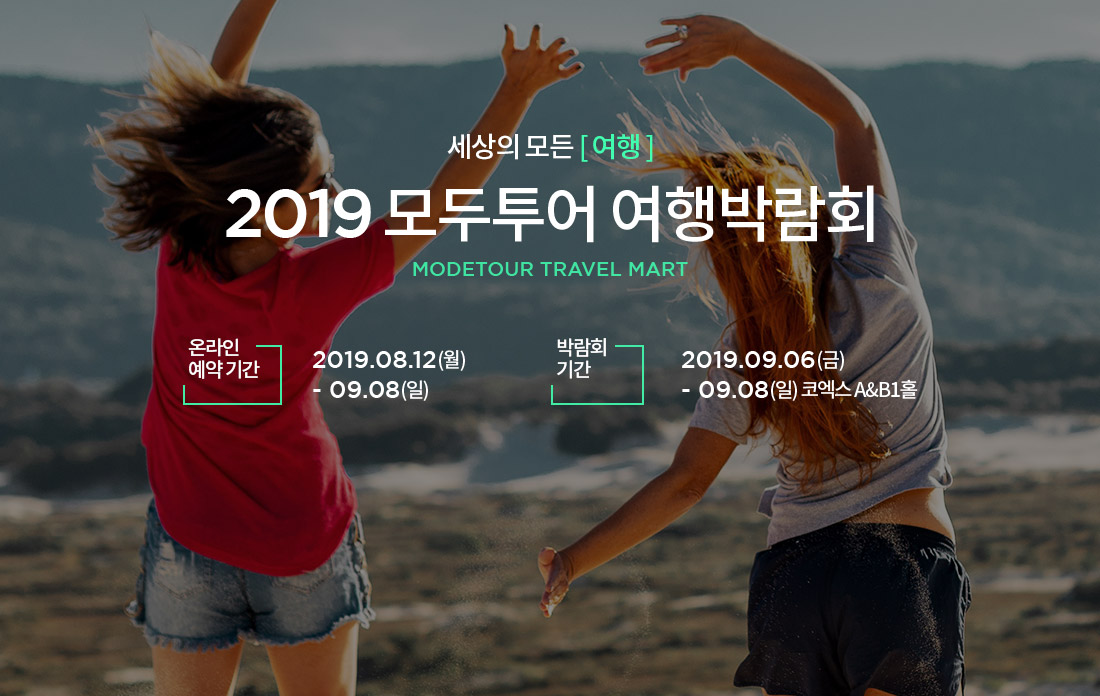 세상의 모든 [ 여행 ]
2019 모두투어 여행박람회
MODETOUR TRAVEL MART
온라인
예약 기간
2019.08.12(월)
- 09.08(일)
박람회
기간
2019.09.06(금)
- 09.08(일) 코엑스 A&B1홀